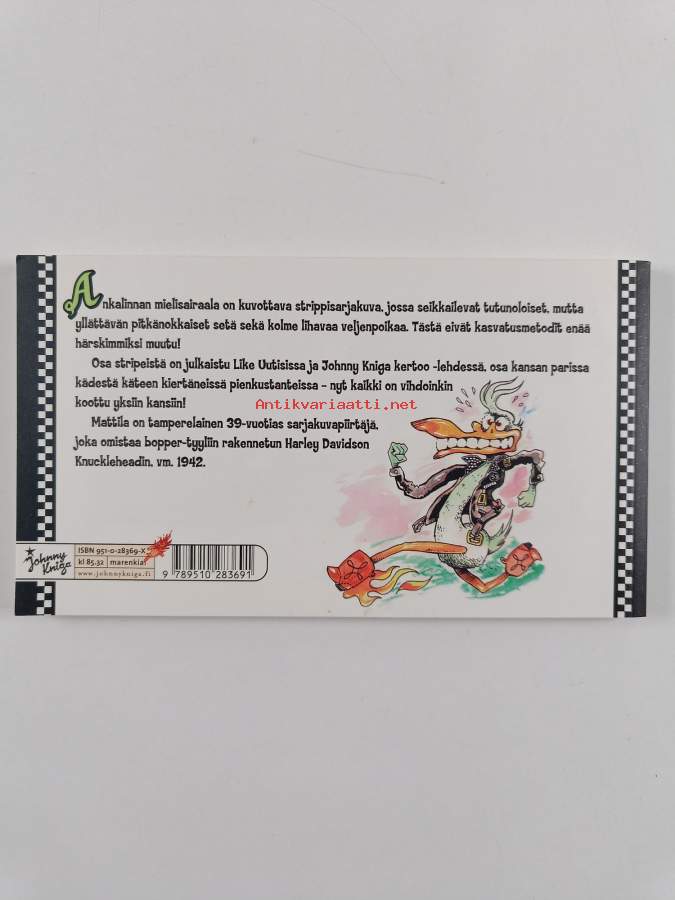 Ankalinnan mielisairaala on kuvottava strippisarjakuva, jossa seikkailevat tutunoloiset, mutta
yllättävän pitkänokkaiset setä sekä kolme lihavaa veljenpoikaa. Tästä eivät kasvatusmetodit enää
härskimmiksi muutu!
Osa stripeistä on julkaistu Like Uutisissa ja Johnny Kniga kertoo -lehdessä, osa kansan parissa
kädestä käteen kiertäneissä pienkustanteissa – nyt kaikki on vihdoinkin
koottu yksiin kansiin!
Antikvariaatti.net
Mattila on tamperelainen 39-vuotias sarjakuvapiirtäjä,
joka omistaa bopper-tyyliin rakennetun Harley Davidson
Knuckleheadin, vm. 1942.
Johnny
Kniga
ISBN 951-0-28369-X
kl 85.32 marenkia
www.johnnykniga.fi
9 789510 283691